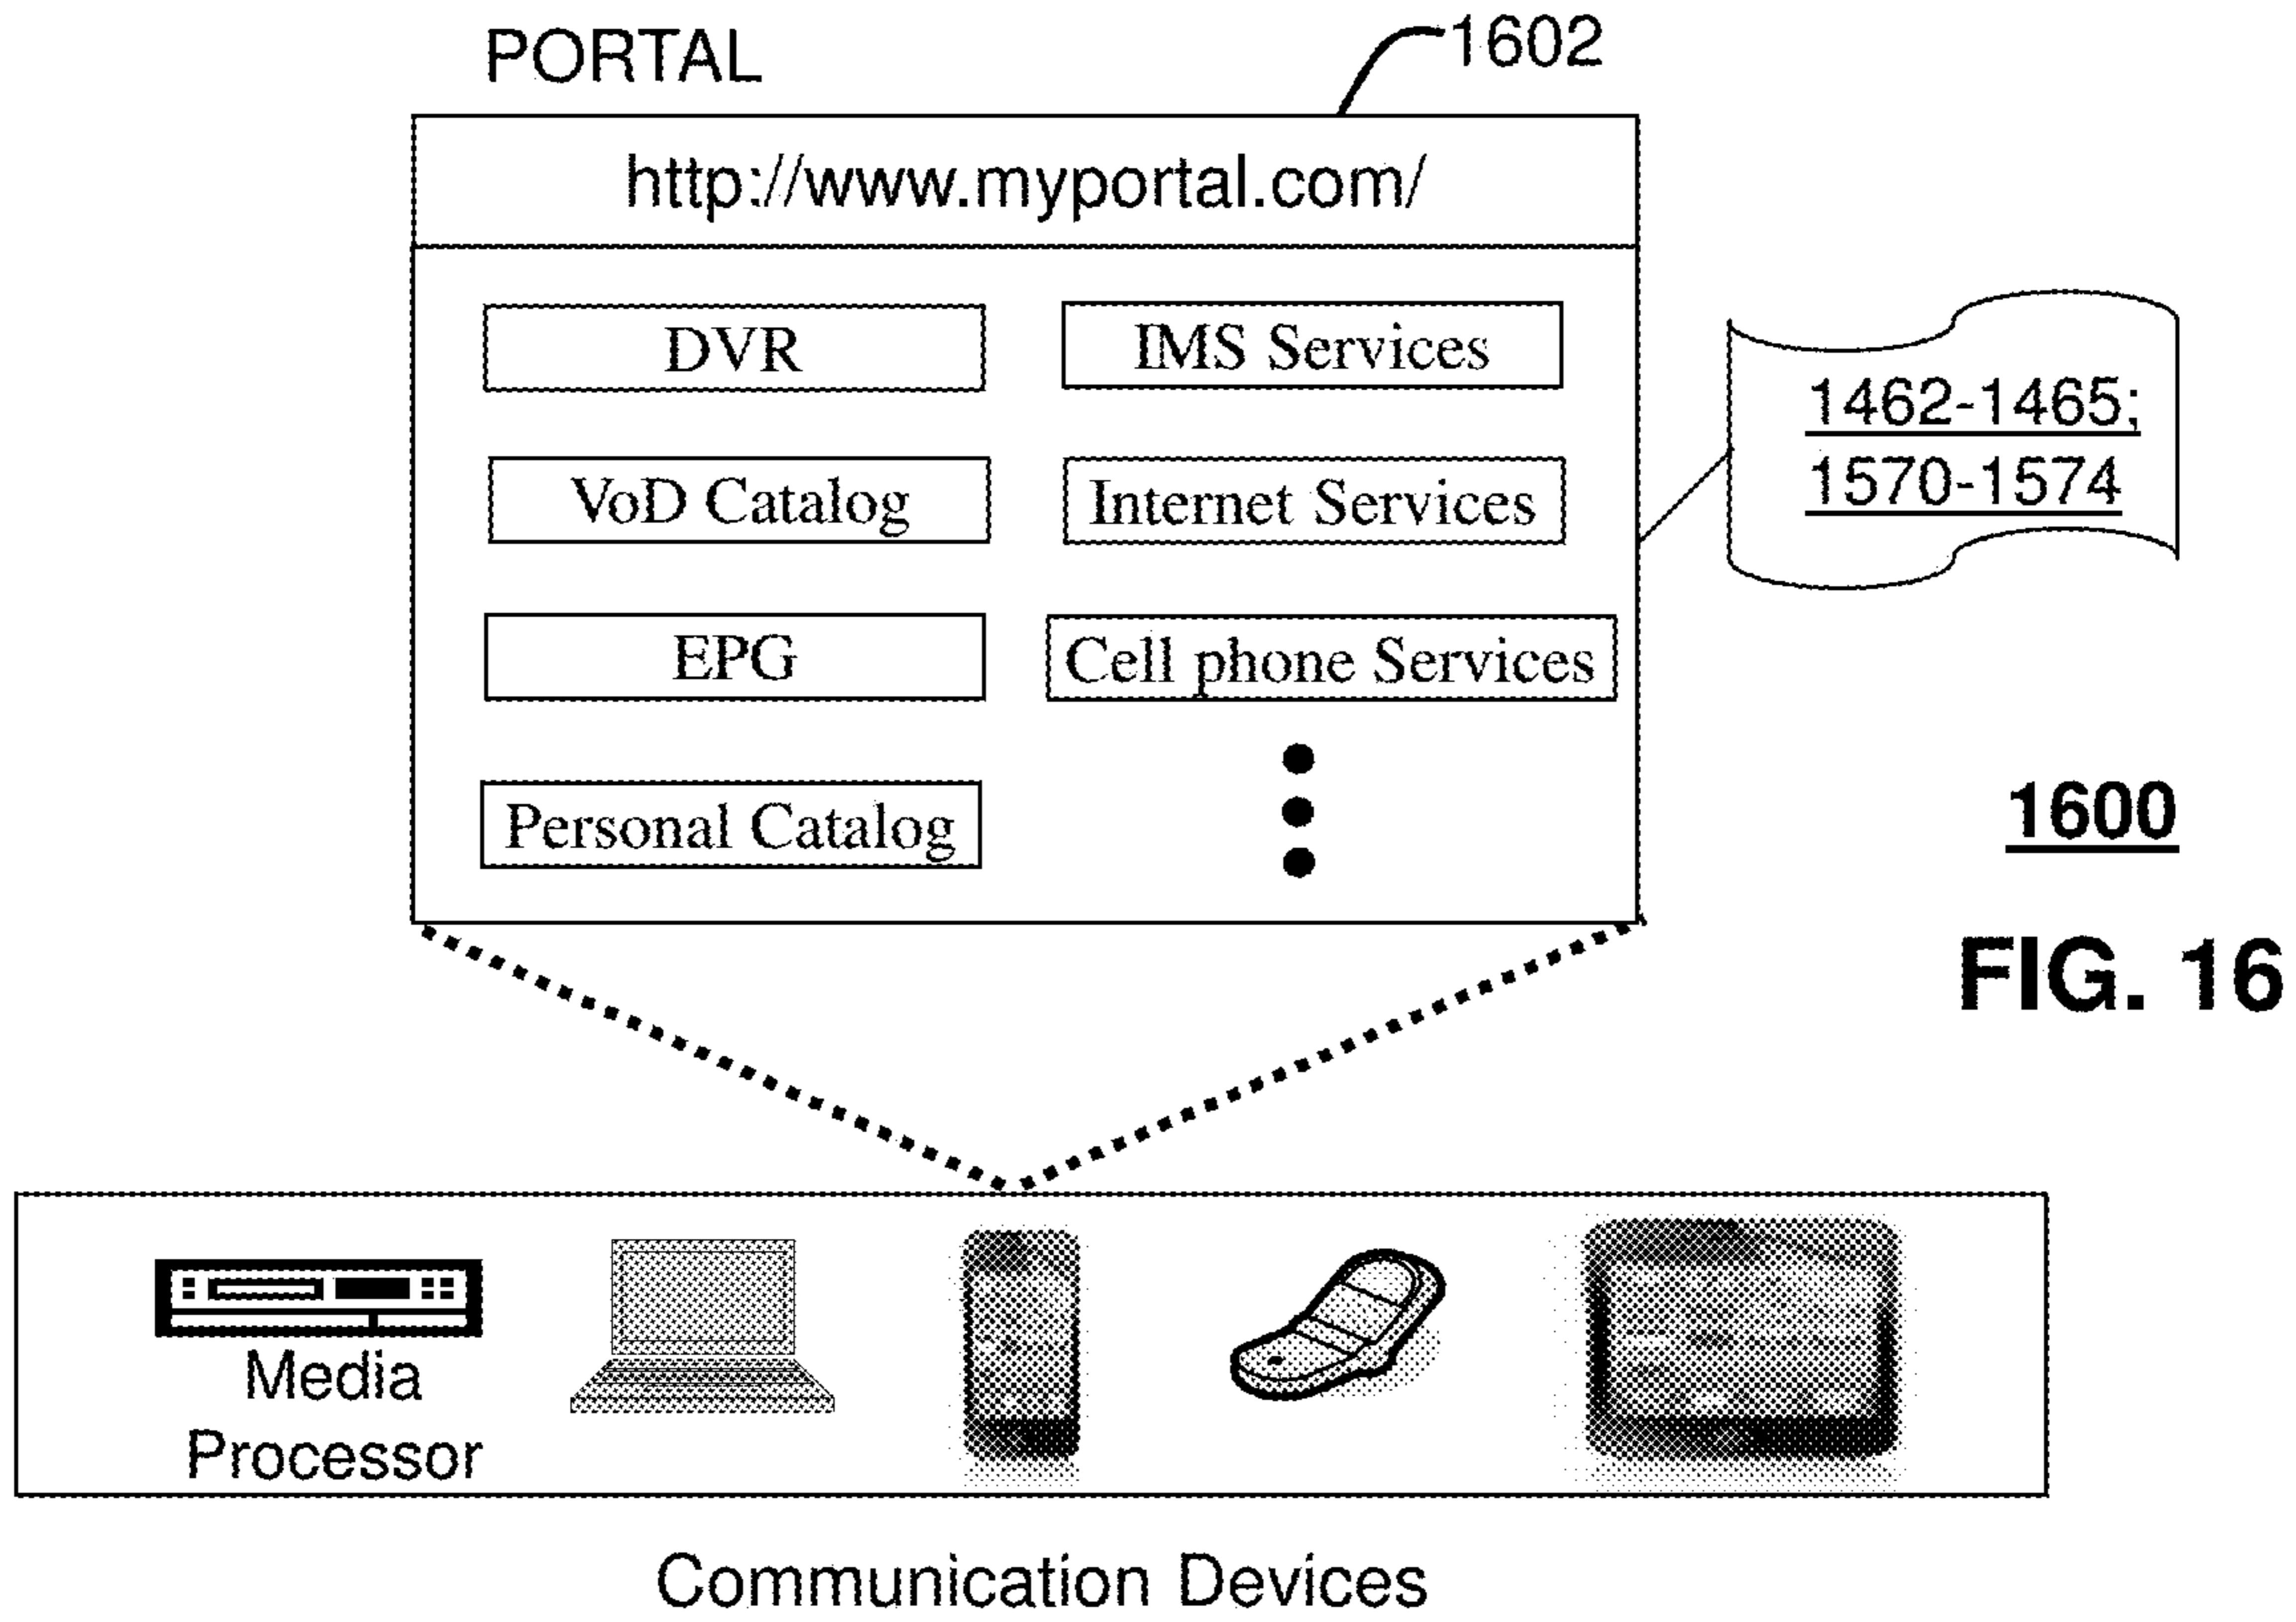 PORTAL
1602
http://www.myportal.com/
DVR
IMS Services
VoD Catalog
Internet Services
EPG
Cell phone Services
Personal Catalog
1462-1465;
1570-1574
1600
FIG. 16
Media
Processor
Communication Devices